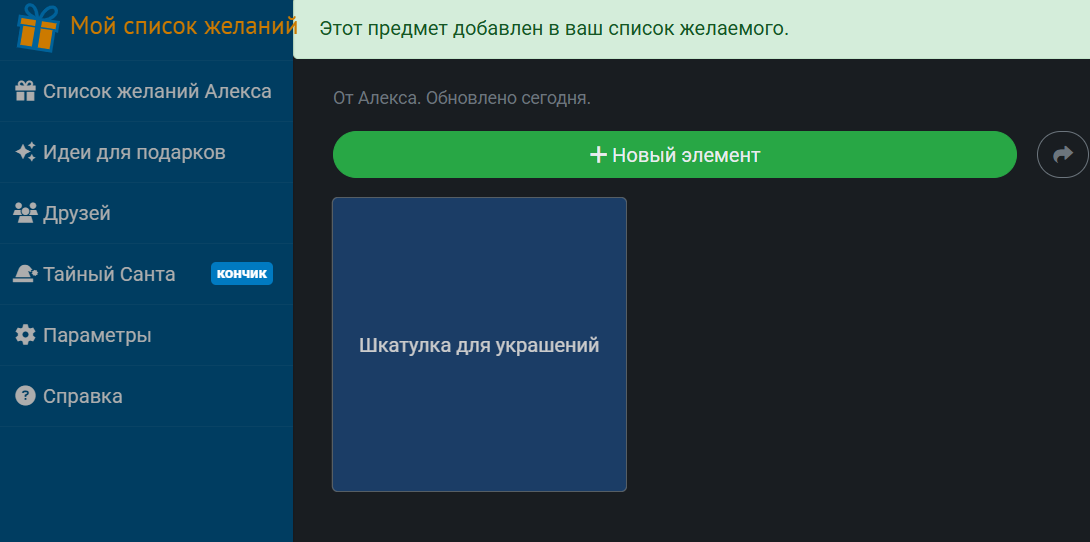 Мой список желаний
Этот предмет добавлен в ваш список желаемого.
Список желаний Алекса
Идеи для подарков
Друзей
Тайный Санта кончик
Параметры
Справка
От Алекса. Обновлено сегодня.
+ Новый элемент
Шкатулка для украшений